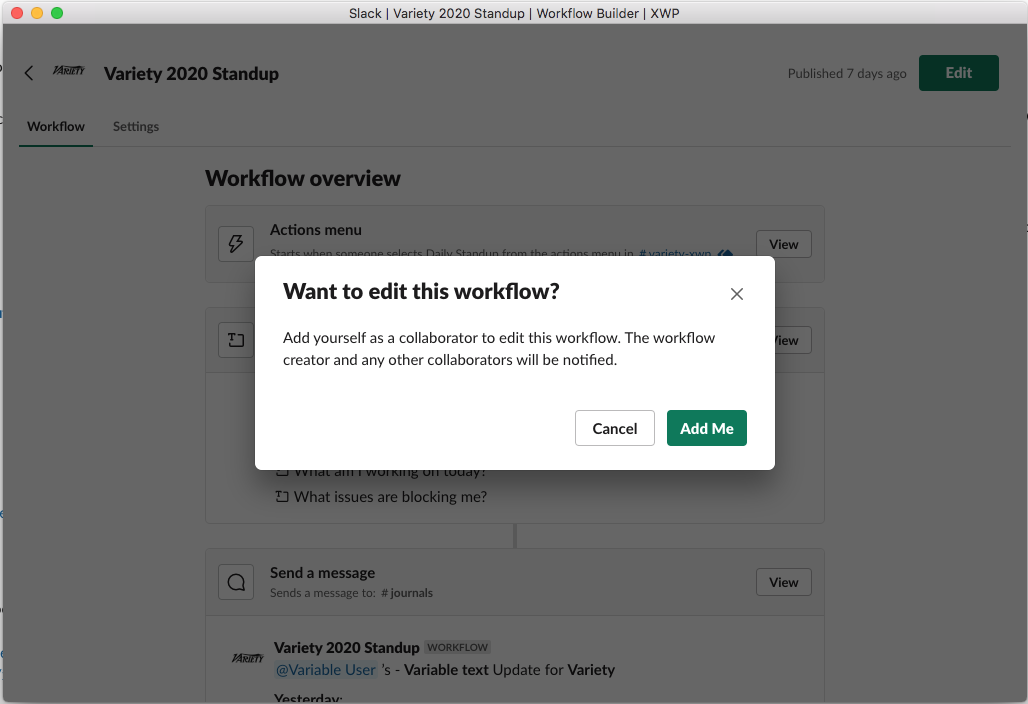 Slack | Variety 2020 Standup | Workflow Builder | XWP
VARIETY
Variety 2020 Standup
Published 7 days ago
Edit
Workflow
Settings
Workflow overview
Actions menu
Starts when someone selects Daily Standup from the actions menu in # variety-xwp
View
Want to edit this workflow?
View
Add yourself as a collaborator to edit this workflow. The workflow
creator and any other collaborators will be notified.
Cancel
Add Me
What am I working on today?
What issues are blocking me?
Send a message
Sends a message to: # journals
View
VARIETY
Variety 2020 Standup WORKFLOW
@Variable User 's - Variable text Update for Variety
Yesterday: